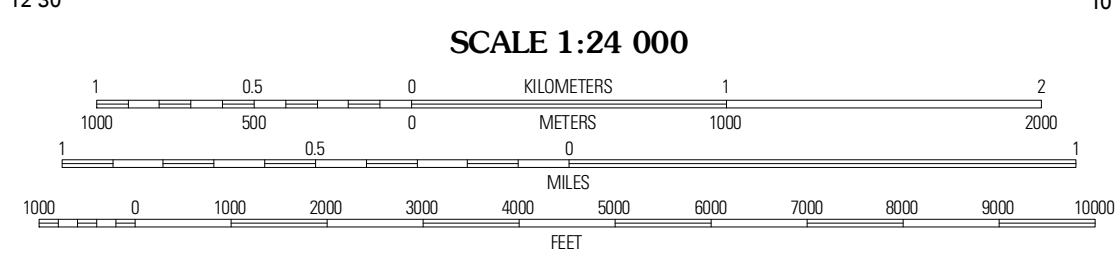 12'30" 10'
SCALE 1:24 000
1 0.5 0 KILOMETERS 1 2
1000 500 0 METERS 1000 2000
1 0.5 0 1
MILES
1000 0 1000 2000 3000 4000 5000 6000 7000 8000 9000 10000
FEET